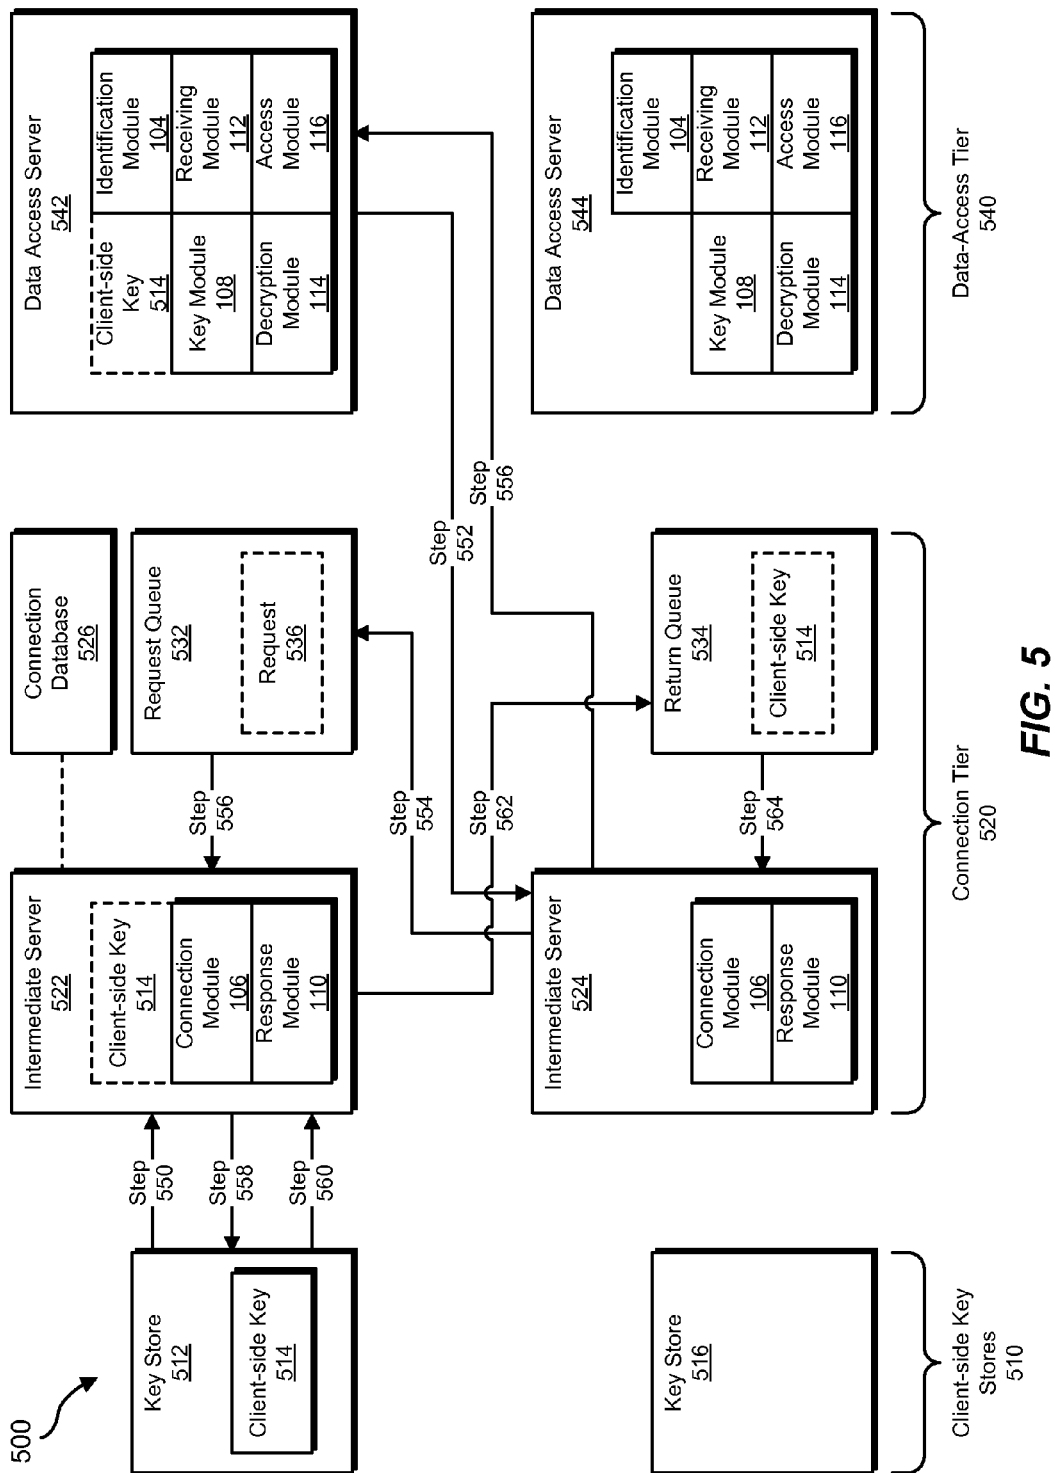 500
Key Store
512
Client-side Key
514
Key Store
516
Client-side Key
Stores
510
Step
550
Step
558
Step
560
Intermediate Server
522
Client-side Key
514
Connection
Module
106
Response
Module
110
Intermediate Server
524
Connection
Module
106
Response
Module
110
Connection
Database
526
Request Queue
532
Request
536
Step
556
Step
554
Step
562
Step
564
Return Queue
534
Client-side Key
514
Connection Tier
520
Step
552
Step
556
Data Access Server
542
Client-side
Key
514
Identification
Module
104
Key Module
108
Receiving
Module
112
Decryption
Module
114
Access
Module
116
Data Access Server
544
Identification
Module
104
Key Module
108
Receiving
Module
112
Decryption
Module
114
Access
Module
116
Data-Access Tier
540
FIG. 5